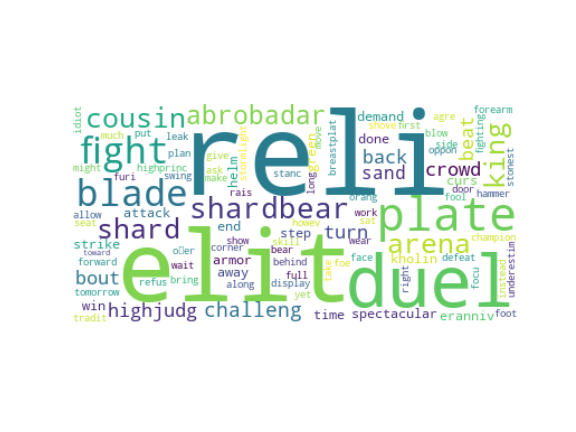 idiot
cousin
abrobadar
demand
agre
forearm
reli
much
put
leak
stormlight
move
shove
first
blow
fighting
fight
might
plan
give
ask
make
helm
green
breastplat
done
side
oppon
beat
king
storest
highprinc
furi
swing
stanc
long
back
sand
crowd
curs
door
hammer
orang
fool
blade
allow
seat
attack
shardbear
howev
work
sat
plate
champion
shard
end
step
skill
turn
wear
arena
strike
show
corner
bear
armor
behind
take
foe
face
kholin
defeat
toward
forward
wait
away
full
right
focu
instead
underestim
bout
tomorrow
refus
bring
elit
along
display
yet
duel
win
tradit
highjudg
challeng
time
spectacular
eranniv
foot
rais